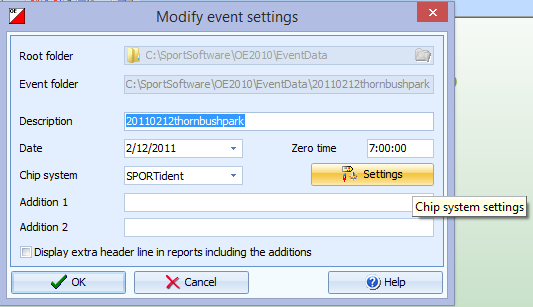 OE
Modify event settings
Root folder C:\SportSoftware\OE2010\EventData
Event folder C:\SportSoftware\OE2010\EventData\20110212thornbushpark
Description 20110212thornbushpark
Date 2/12/2011 Zero time 7:00:00
Chip system SPORTident Settings
Chip system settings
Addition 1
Addition 2
Display extra header line in reports including the additions
OK Cancel Help